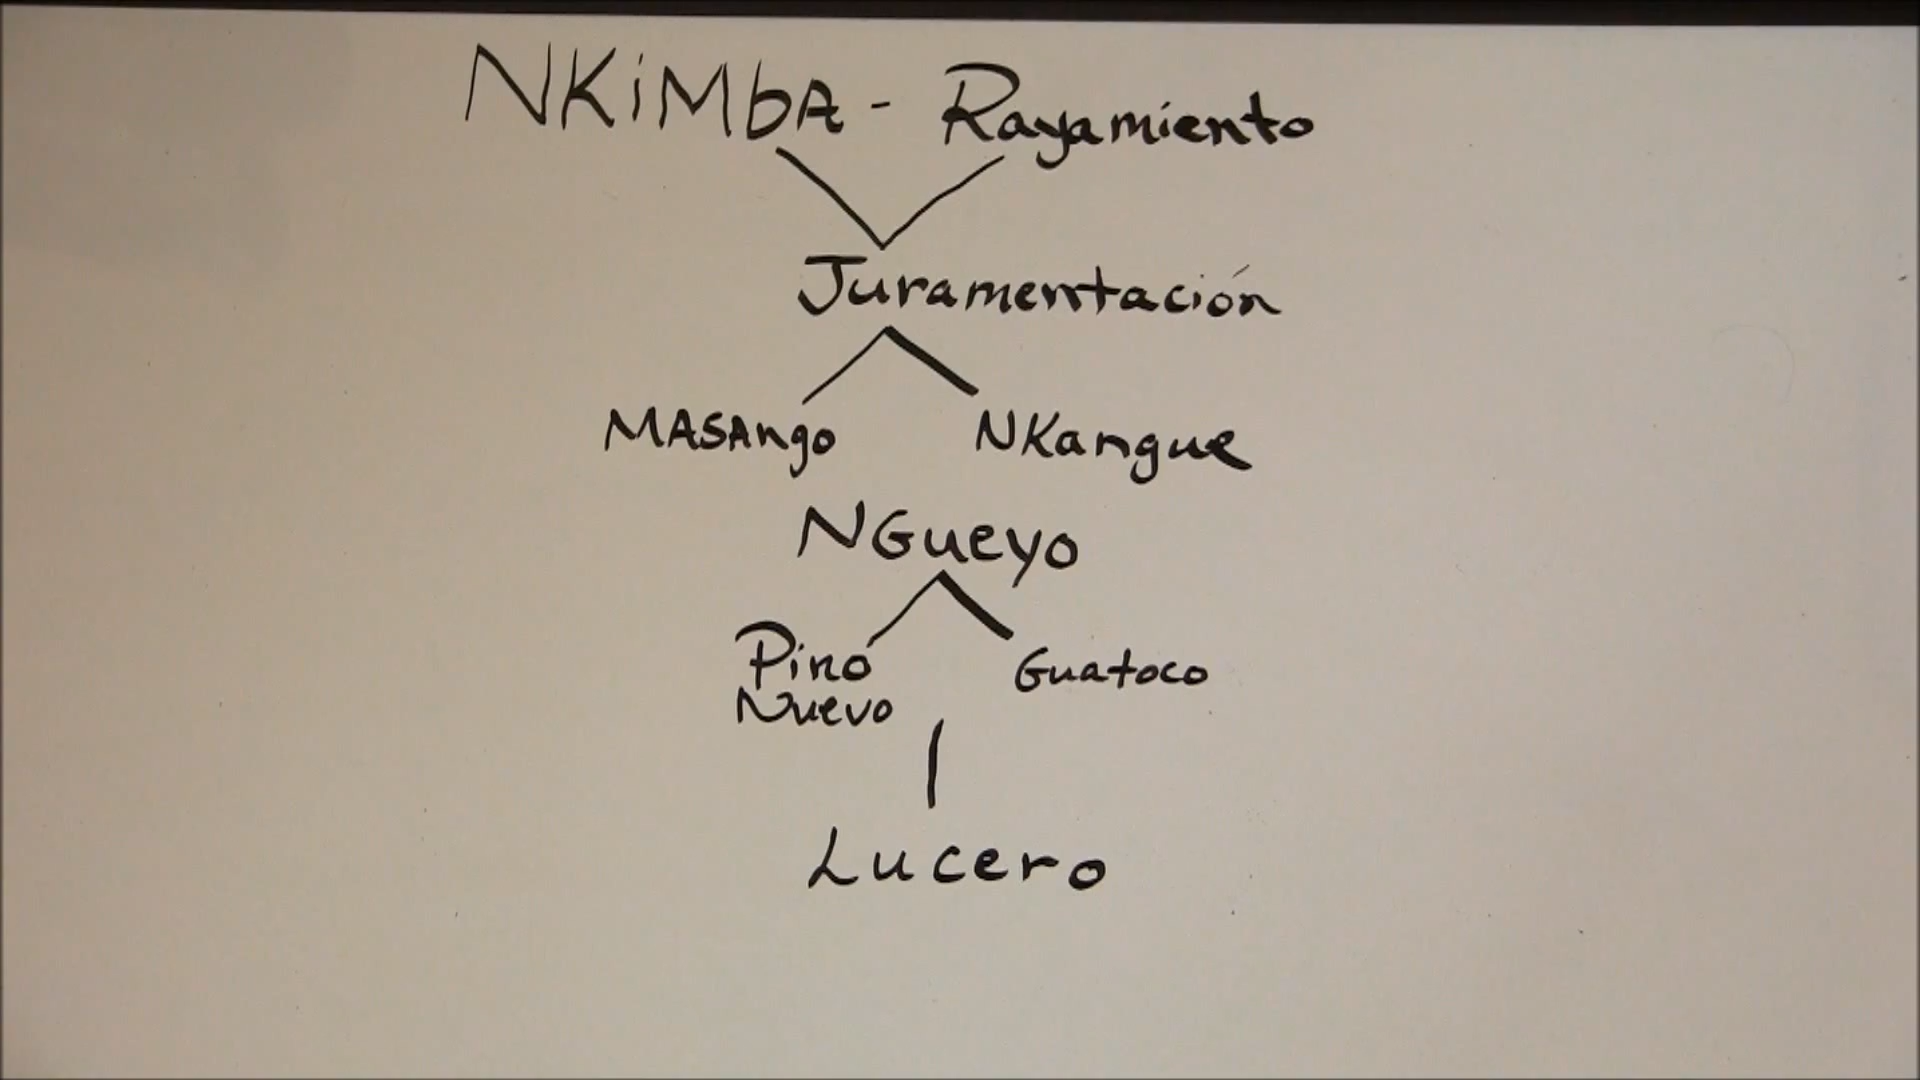 NKiMbA - Rayamiento
Juramentación
MASAngo NKangue
NGueyo
Pino Guatoco
Nuevo
Lucero